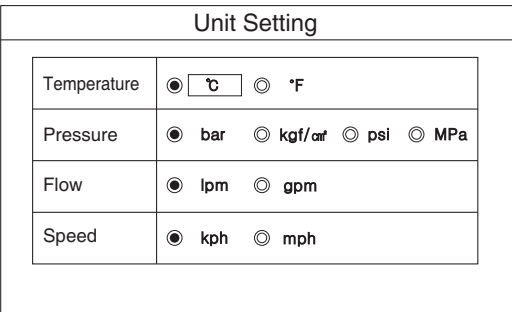 Unit Setting
Temperature ℃ °F
Pressure bar kgf/㎠ psi MPa
Flow lpm gpm
Speed kph mph